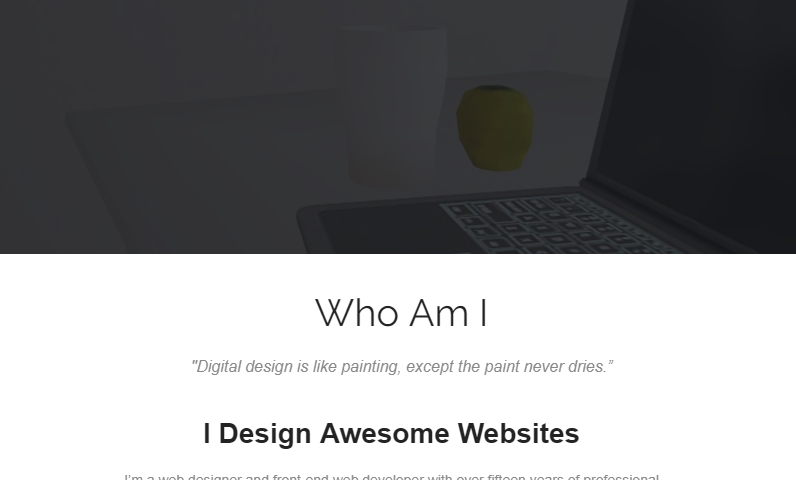 Who Am I
"Digital design is like painting, except the paint never dries.”
I Design Awesome Websites
I’m a web designer and front-end web developer with over fifteen years of professional